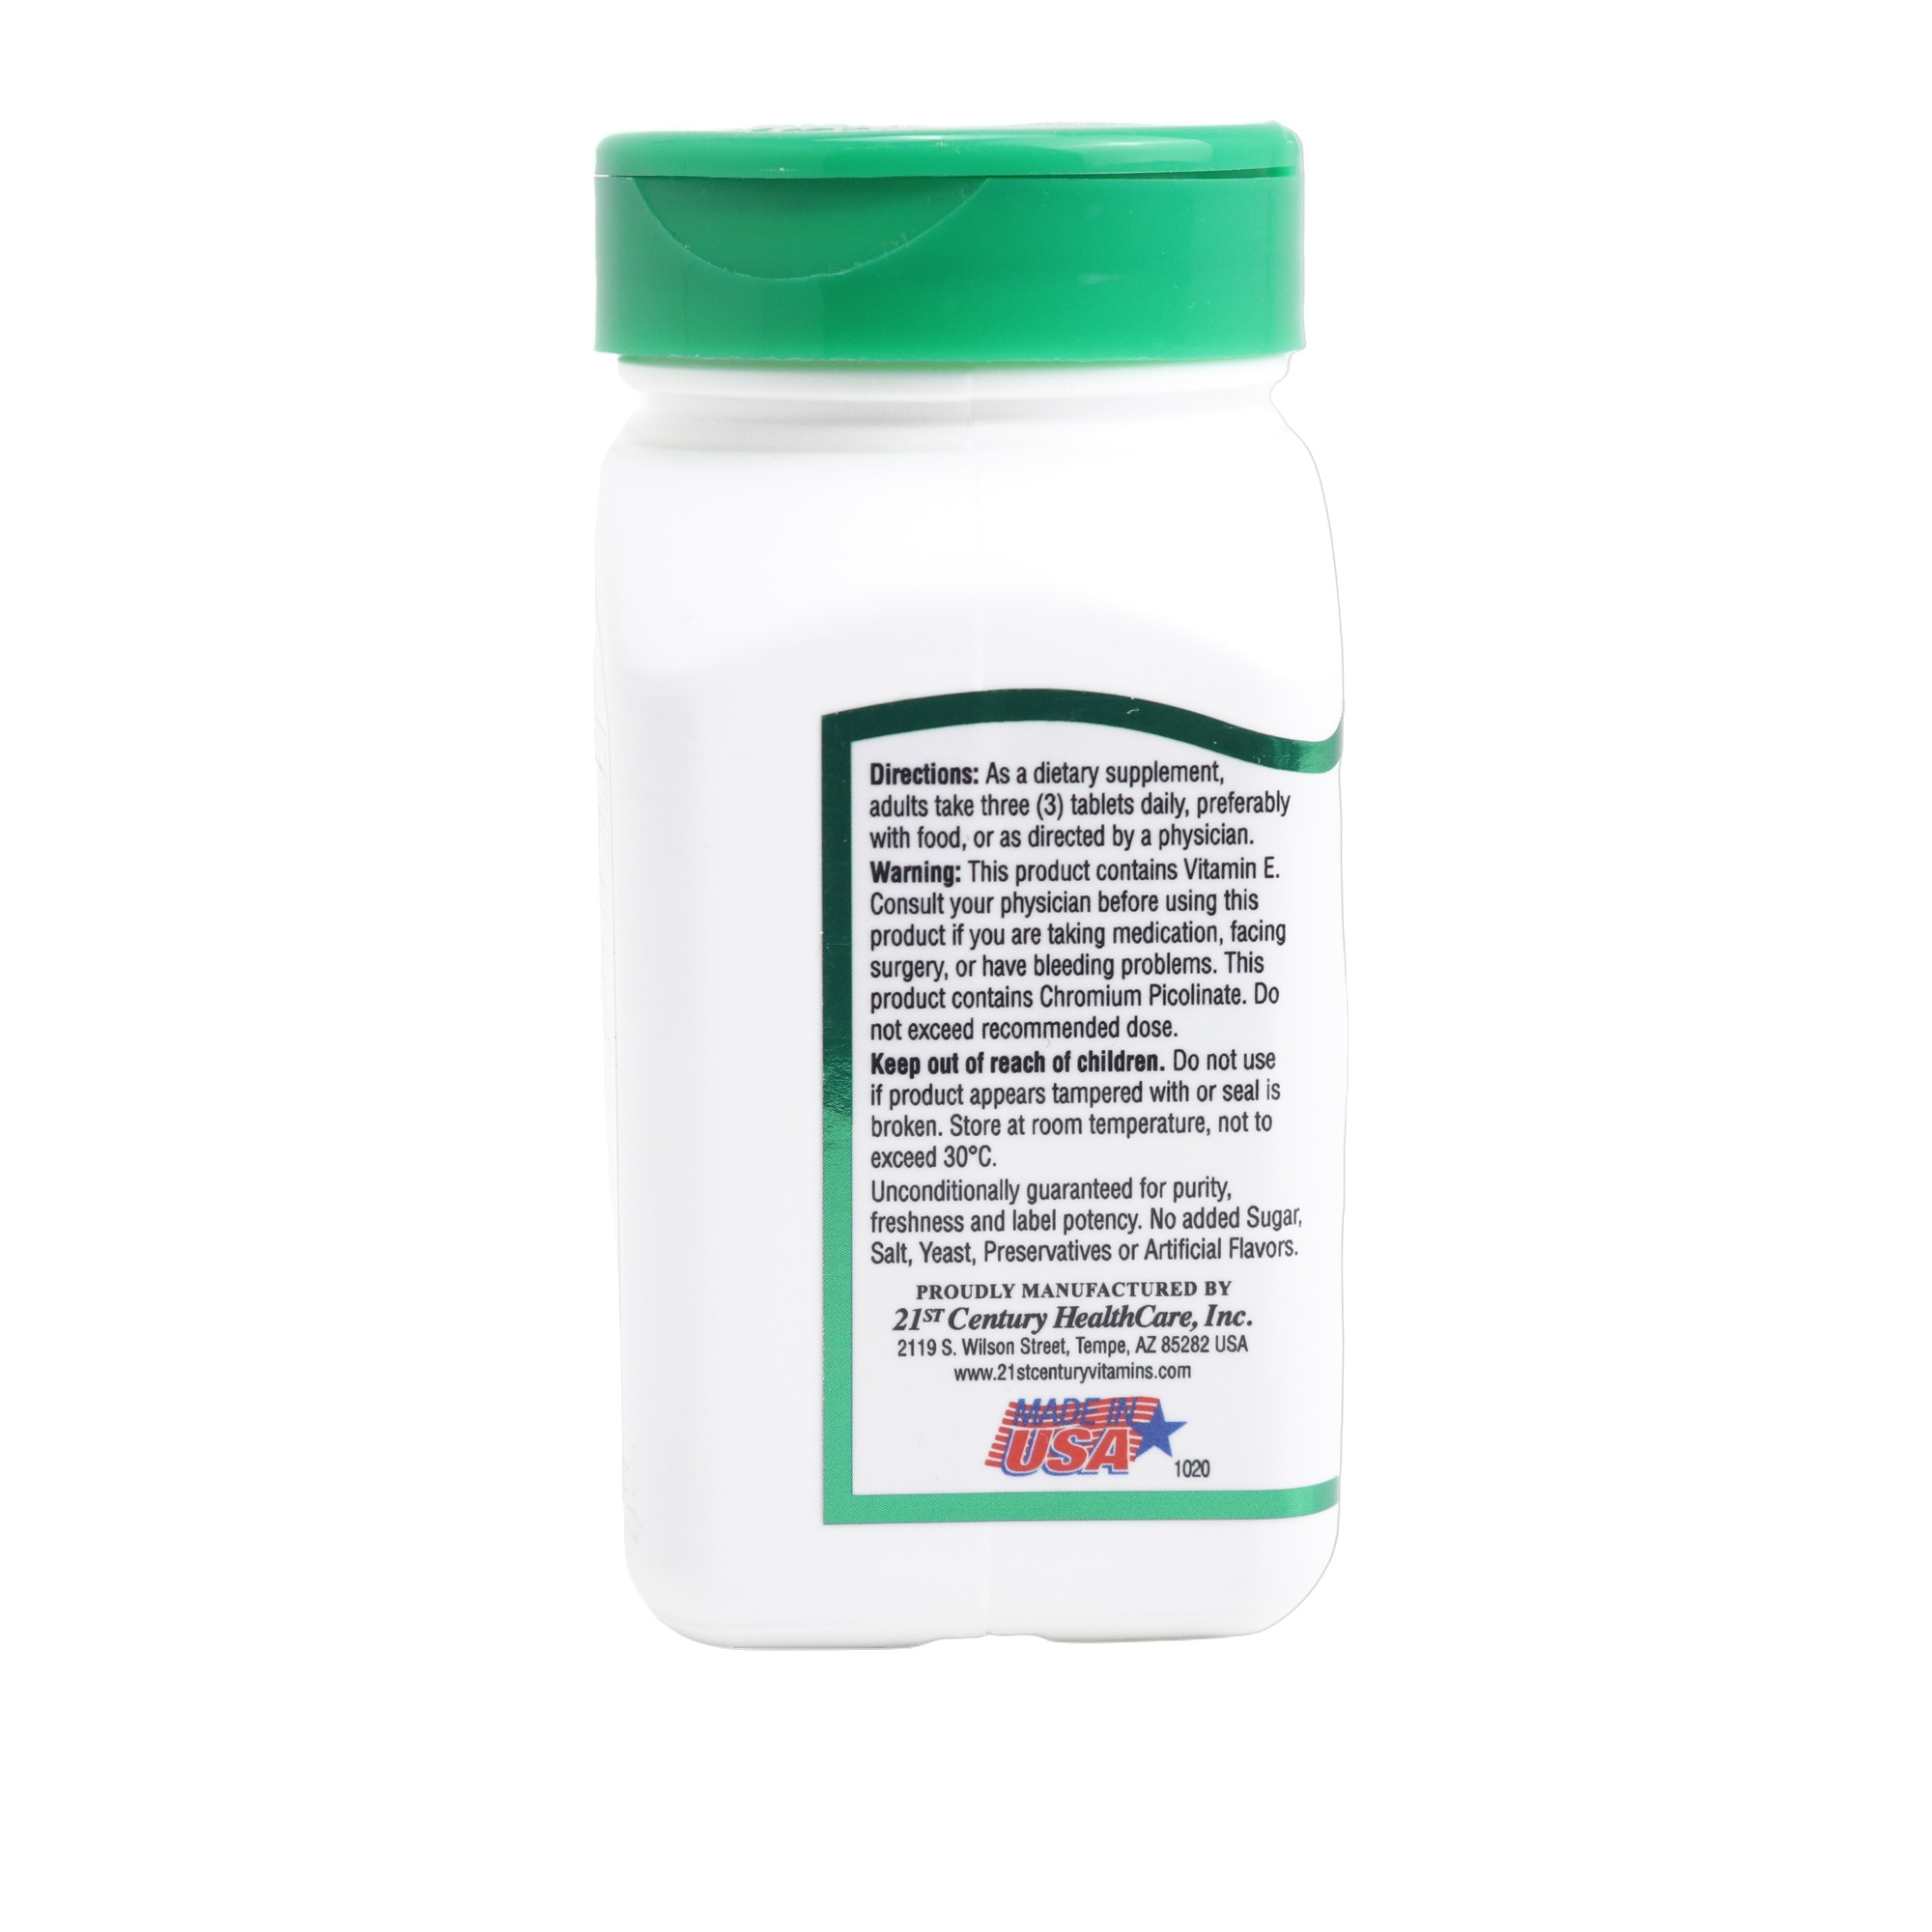 Directions: As a dietary supplement,
adults take three (3) tablets daily, preferably
with food, or as directed by a physician.
Warning: This product contains Vitamin E.
Consult your physician before using this
product if you are taking medication, facing
surgery, or have bleeding problems. This
product contains Chromium Picolinate. Do
not exceed recommended dose.
Keep out of reach of children. Do not use
if product appears tampered with or seal is
broken. Store at room temperature, not to
exceed 30°C.
Unconditionally guaranteed for purity,
freshness and label potency. No added Sugar,
Salt, Yeast, Preservatives or Artificial Flavors.
PROUDLY MANUFACTURED BY
21ST Century HealthCare, Inc.
2119 S. Wilson Street, Tempe, AZ 85282 USA
www.21stcenturyvitamins.com
MADE IN
USA
1020